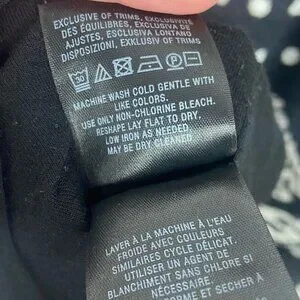 EXCLUSIVE OF TRIMS, EXCLUSIVITÉ
DES ÉQUILIBRES, EXCLUSIVA DE
AJUSTES, ESCLUSIVA LONTANO
DISPOSIZIONI, EXKLUSIV OF TRIMS
30
MACHINE WASH COLD GENTLE WITH
LIKE COLORS.
USE ONLY NON-CHLORINE BLEACH.
RESHAPE LAY FLAT TO DRY.
LOW IRON AS NEEDED.
MAY BE DRY CLEANED.
LAVER À LA MACHINE À L'EAU
FROIDE AVEC COULEURS
SIMILAIRES CYCLE DÉLICAT.
UTILISER UN AGENT DE
BLANCHIMENT SANS CHLORE SI
NÉCESSAIRE.